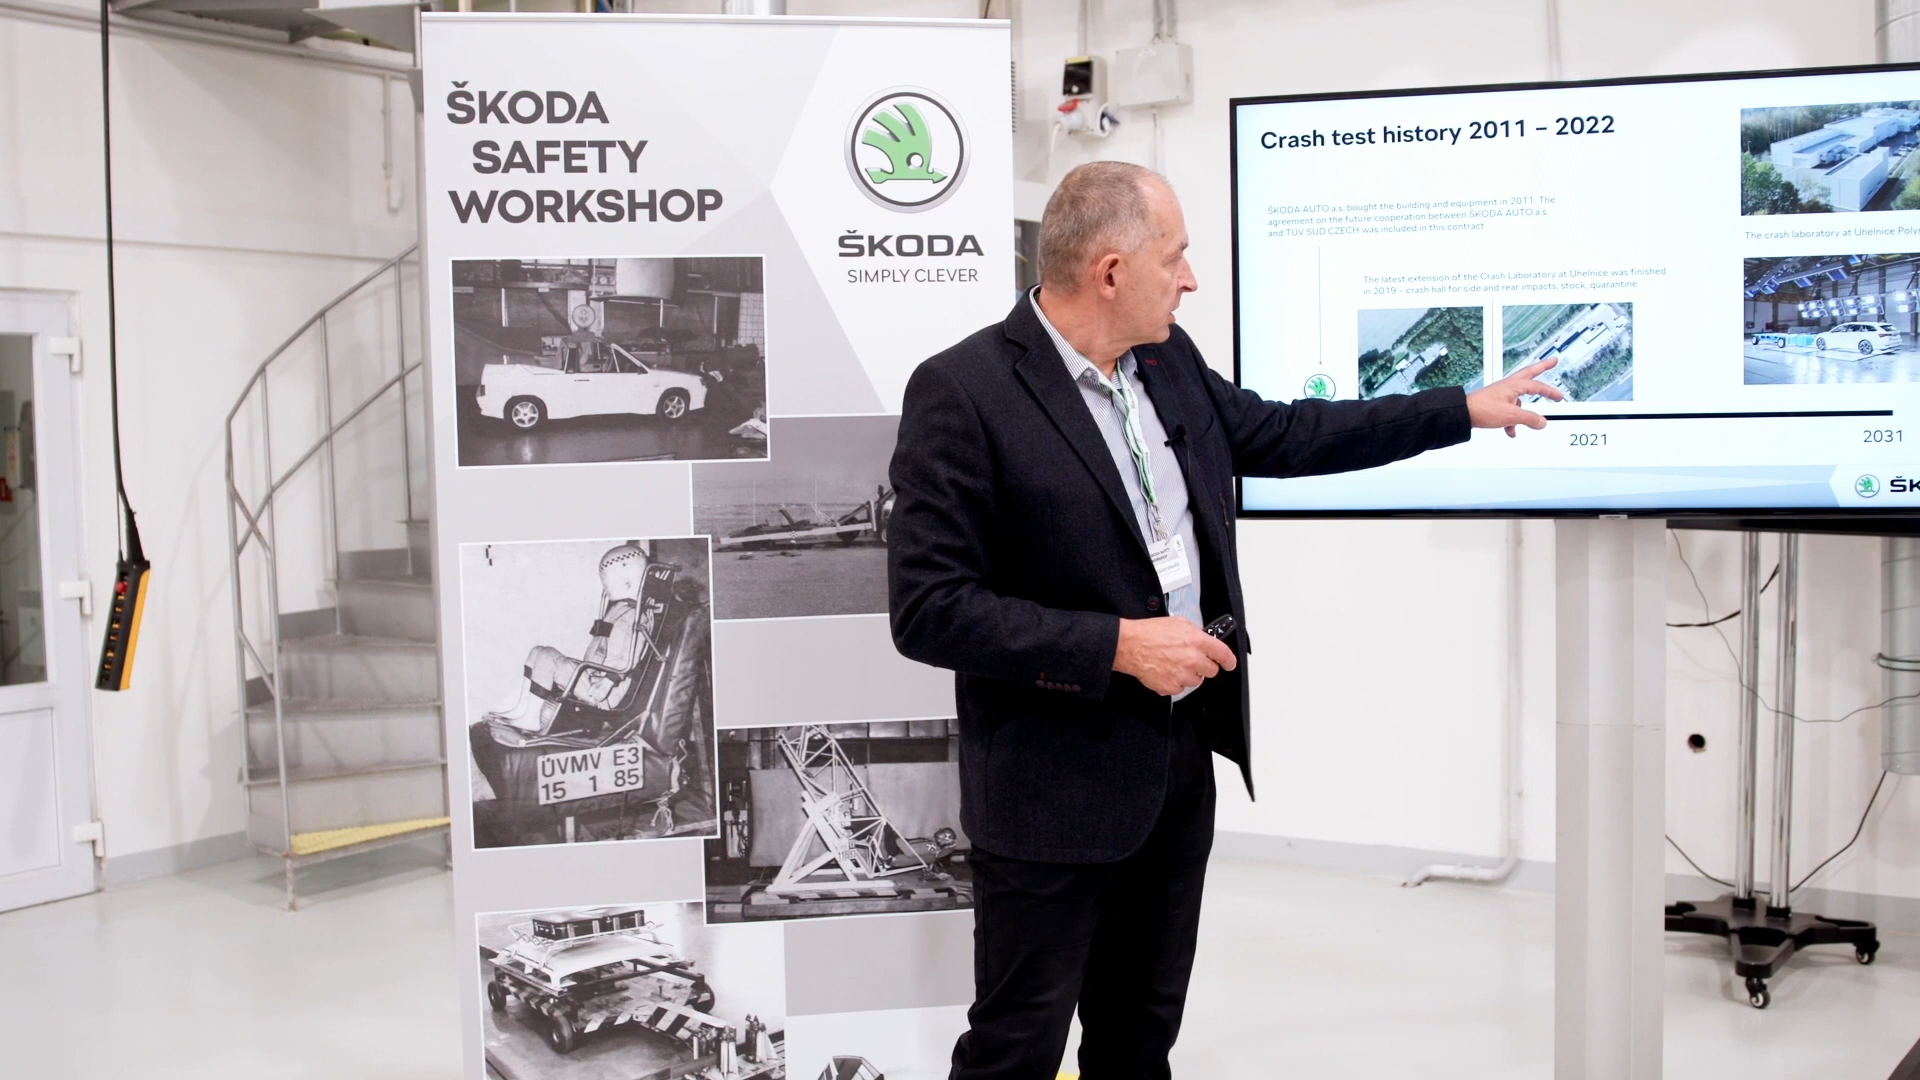 ŠKODA
SAFETY
WORKSHOP
ŠKODA
SIMPLY CLEVER
ÚVMV E3
15 1 85
Crash test history 2011 – 2022
ŠKODA AUTO a.s. bought the building and equipment in 2011. The
agreement on the future cooperation between ŠKODA AUTO a.s.
and TÜV SÜD CZECH was included in this contract
The latest extension of the Crash Laboratory at Úhelnice was finished
in 2019 – crash hall for side and rear impacts, stock, quarantine
The crash laboratory at Úhelnice
2021
2031